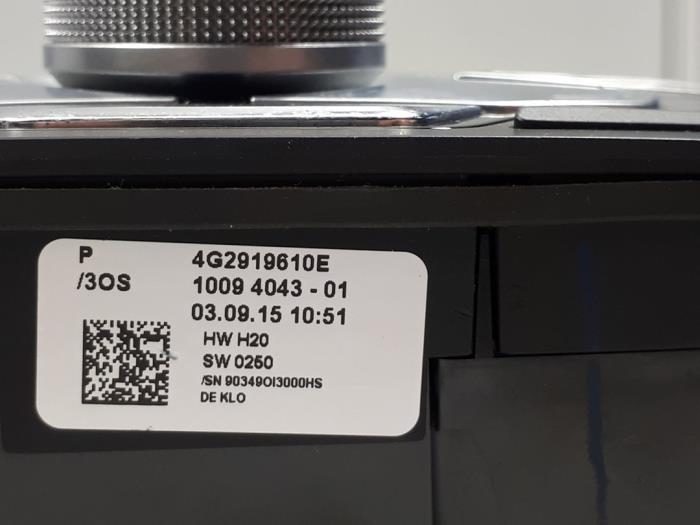 P 4G2919610E
/3OS 1009 4043 - 01
03.09.15 10:51
HW H20
SW 0250
/SN 90349OI3000HS
DE KLO